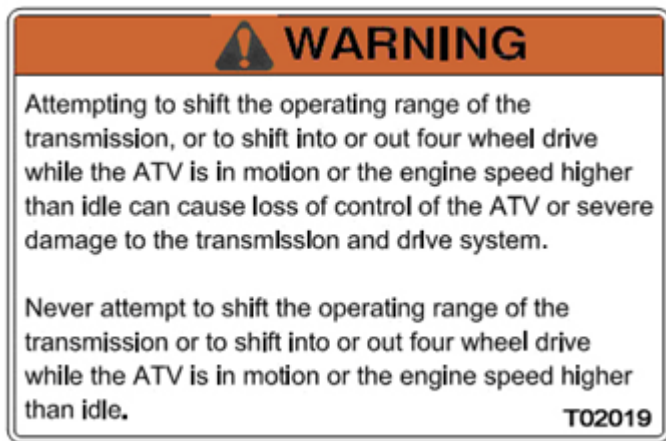 WARNING
Attempting to shift the operating range of the
transmission, or to shift into or out four wheel drive
while the ATV is in motion or the engine speed higher
than idle can cause loss of control of the ATV or severe
damage to the transmission and drive system.
Never attempt to shift the operating range of the
transmission or to shift into or out four wheel drive
while the ATV is in motion or the engine speed higher
than idle.
T02019